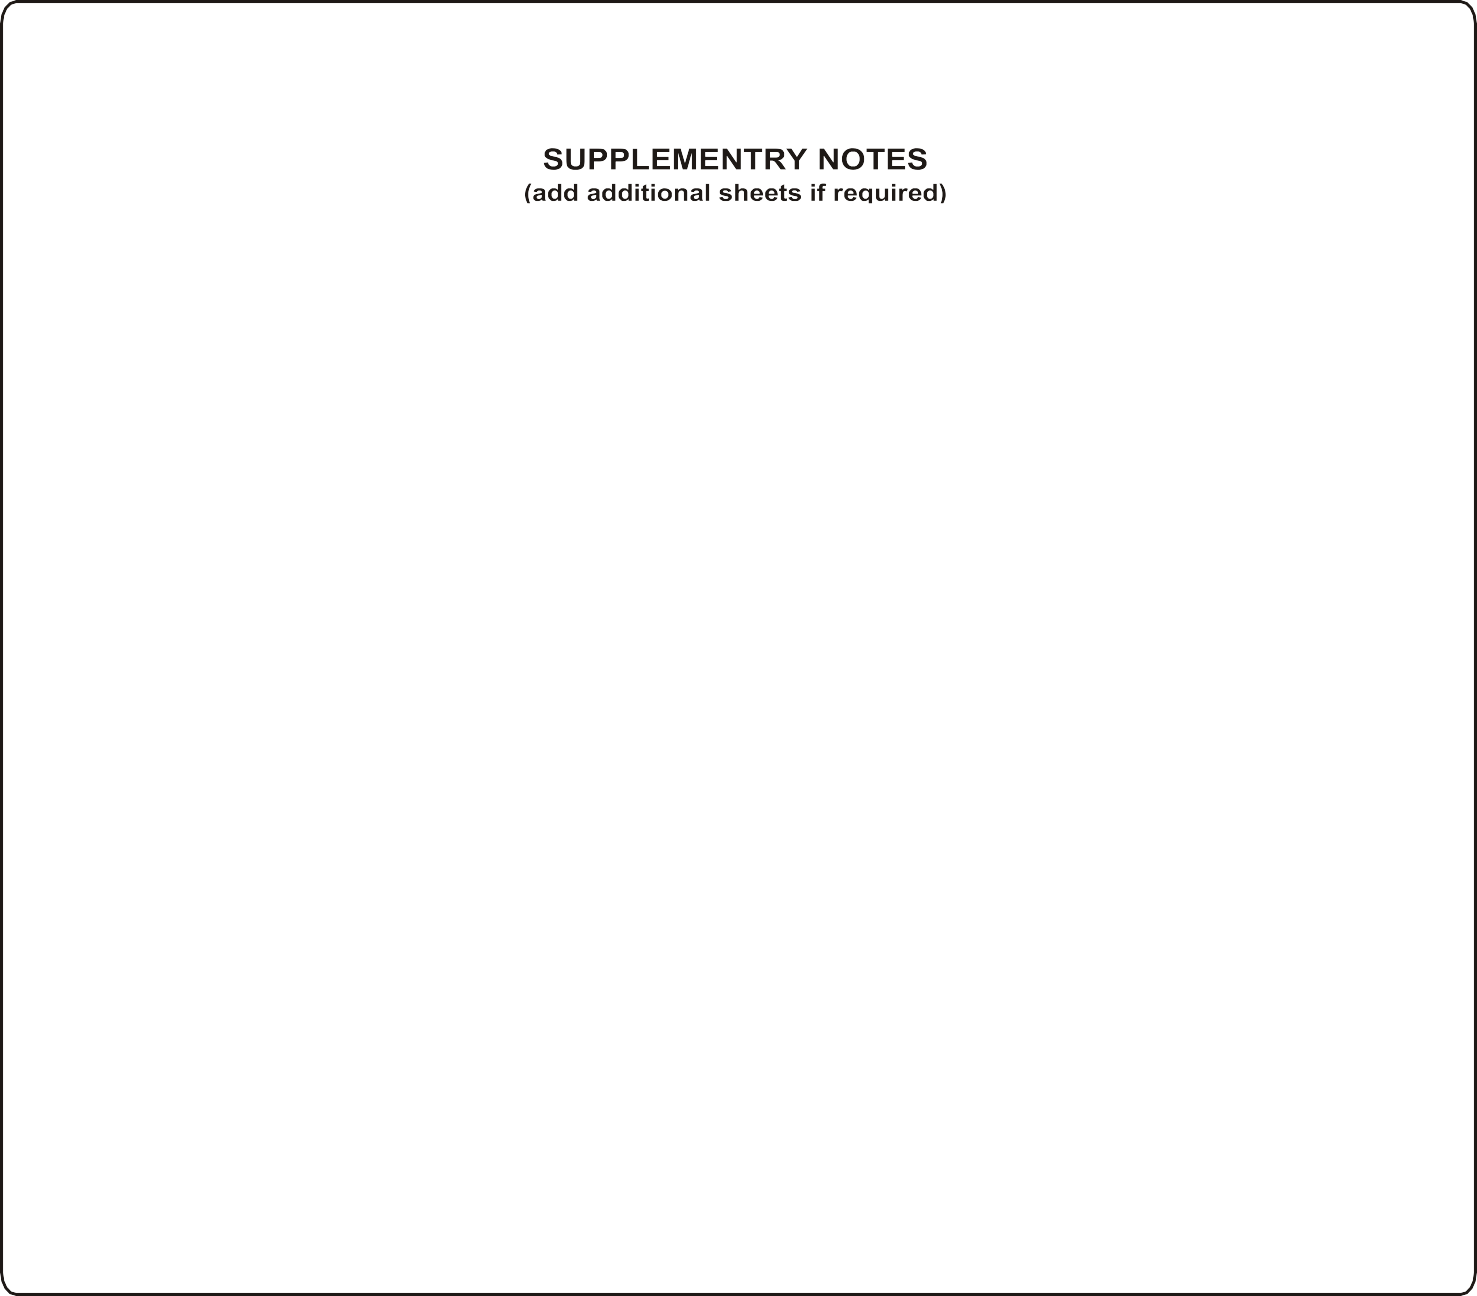 SUPPLEMENTRY NOTES
(add additional sheets if required)